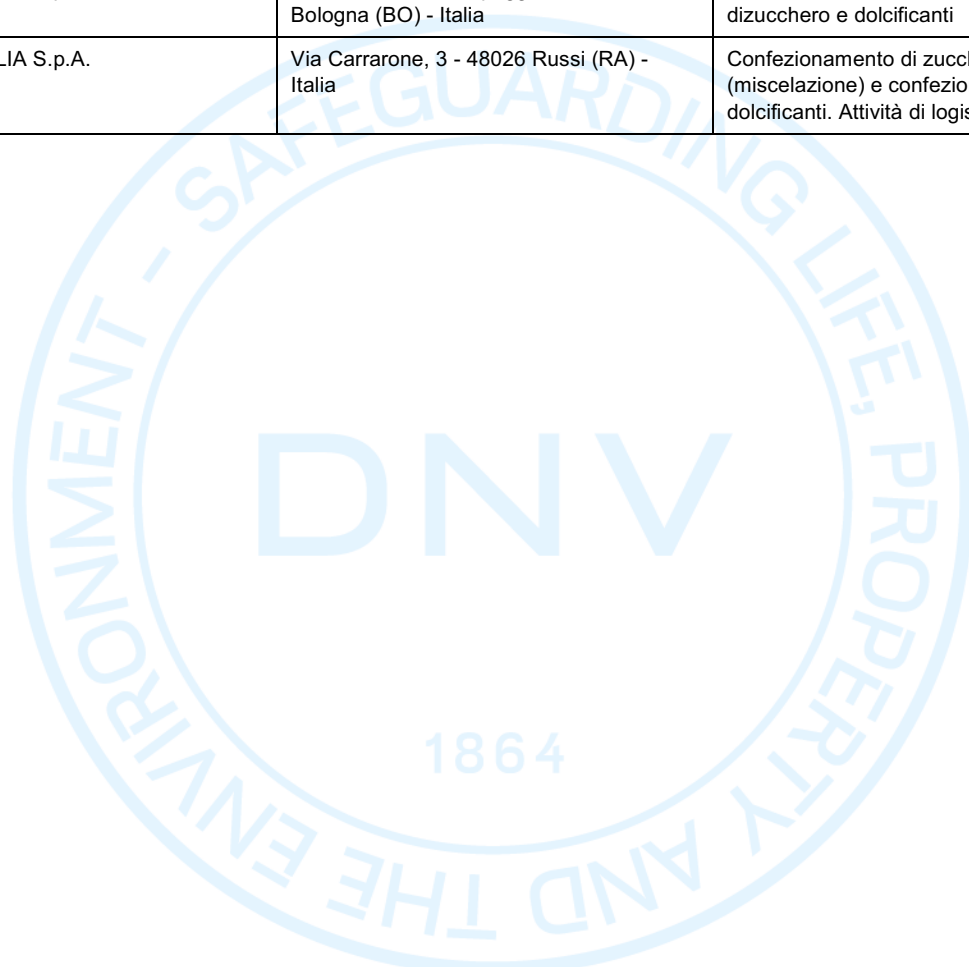 Bologna (BO) - Italia
dizucchero e dolcificanti
LIA S.p.A.
Via Carrarone, 3 - 48026 Russi (RA) -
Italia
Confezionamento di zucc
(miscelazione) e confezio
dolcificanti. Attività di logis
SAFEGUARDING LIFE, PROPERTY AND THE ENVIRONMENT -
DNV
1864